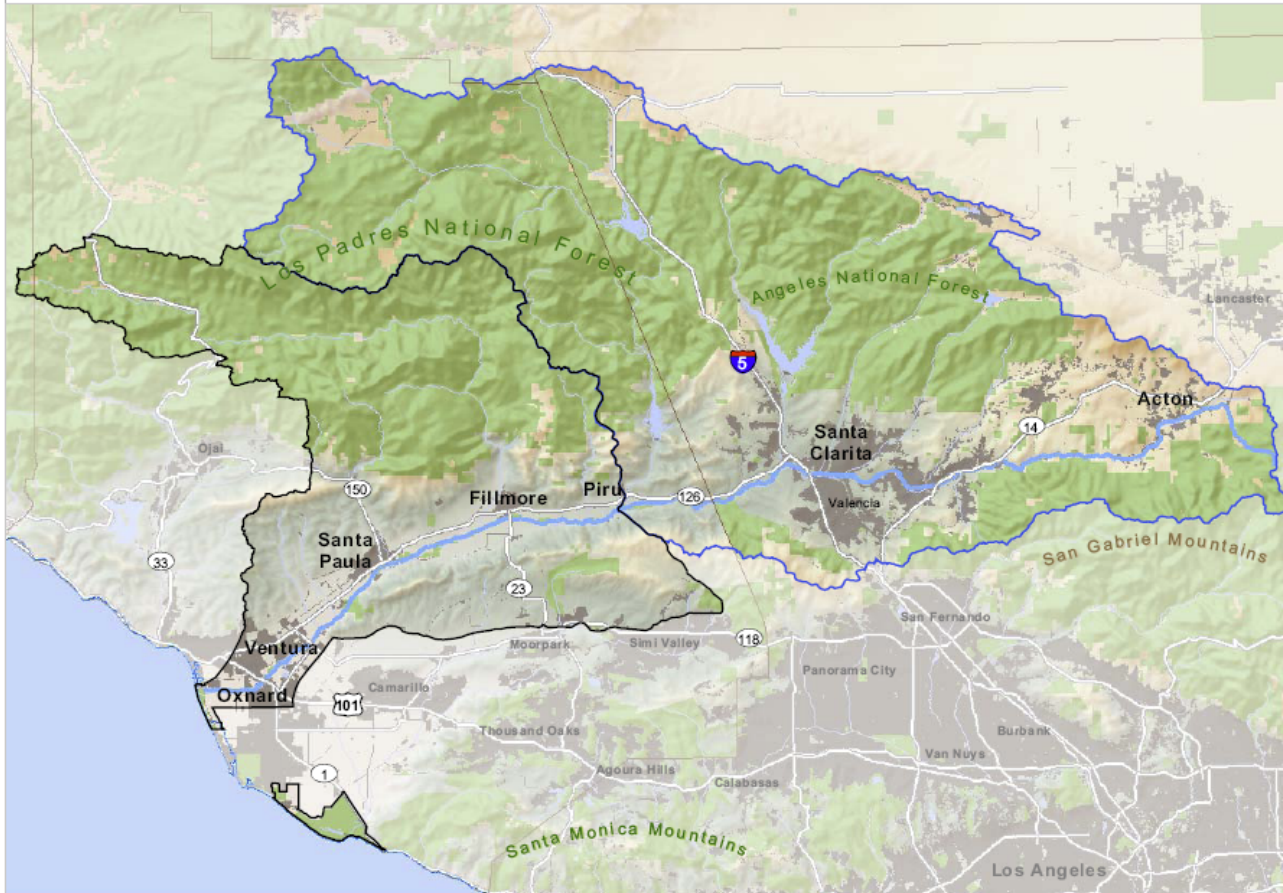 Los Padres National Forest
Angeles National Forest
Lancaster
5
Acton
14
Santa
Clarita
Ojai
150
Fillmore
Piru
126
Valencia
Santa
Paula
33
San Gabriel Mountains
23
San Fernando
Ventura
Moorpark
Simi Valley
118
Panorama City
Oxnard
Camarillo
101
Thousand Oaks
Burbank
Van Nuys
1
Agoura Hills
Calabasas
Santa Monica Mountains
Los Angeles